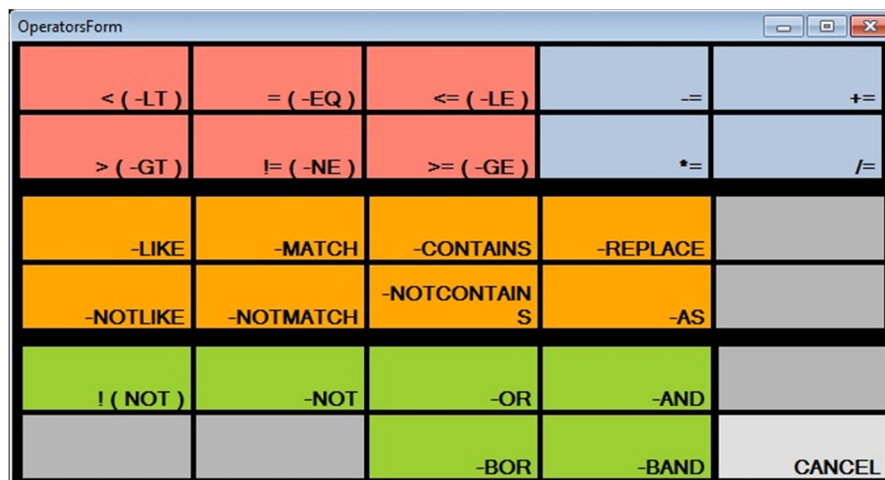 OperatorsForm
< ( -LT ) = ( -EQ ) <= ( -LE ) -= +=
> ( -GT ) != ( -NE ) >= ( -GE ) *= /=
-LIKE -MATCH -CONTAINS -REPLACE
-NOTLIKE -NOTMATCH -NOTCONTAIN
S -AS
! ( NOT ) -NOT -OR -AND
-BOR -BAND CANCEL